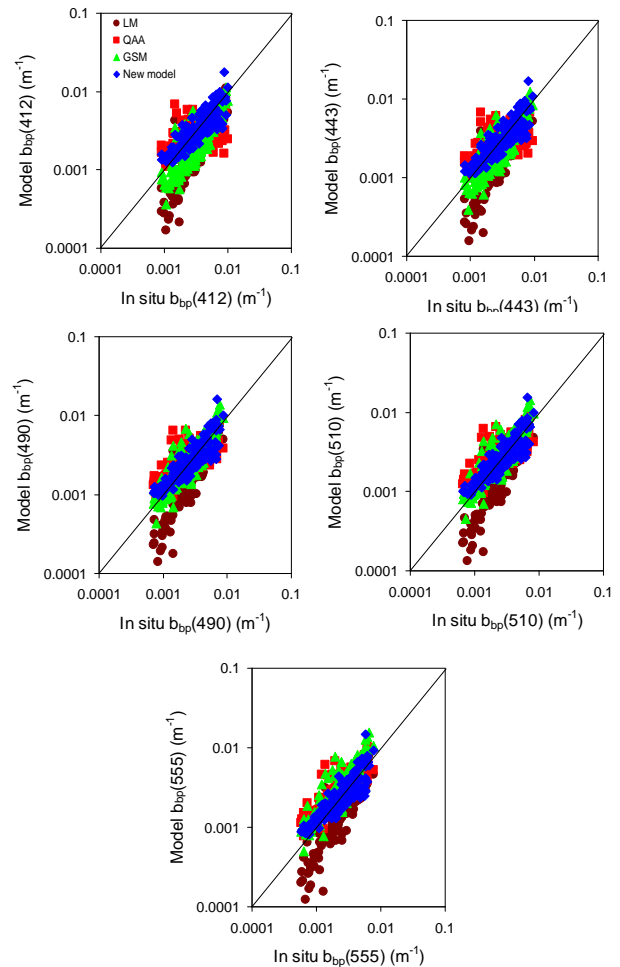 0.1
LM
QAA
GSM
New model
0.01
0.001
0.0001
0.0001 0.001 0.01 0.1
Model b_bp(412) (m⁻¹)
In situ b_bp(412) (m⁻¹)
0.1
0.01
0.001
0.0001
0.0001 0.001 0.01 0.1
Model b_bp(443) (m⁻¹)
In situ b_bp(443) (m⁻¹)
0.1
0.01
0.001
0.0001
0.0001 0.001 0.01 0.1
Model b_bp(490) (m⁻¹)
In situ b_bp(490) (m⁻¹)
0.1
0.01
0.001
0.0001
0.0001 0.001 0.01 0.1
Model b_bp(510) (m⁻¹)
In situ b_bp(510) (m⁻¹)
0.1
0.01
0.001
0.0001
0.0001 0.001 0.01 0.1
Model b_bp(555) (m⁻¹)
In situ b_bp(555) (m⁻¹)